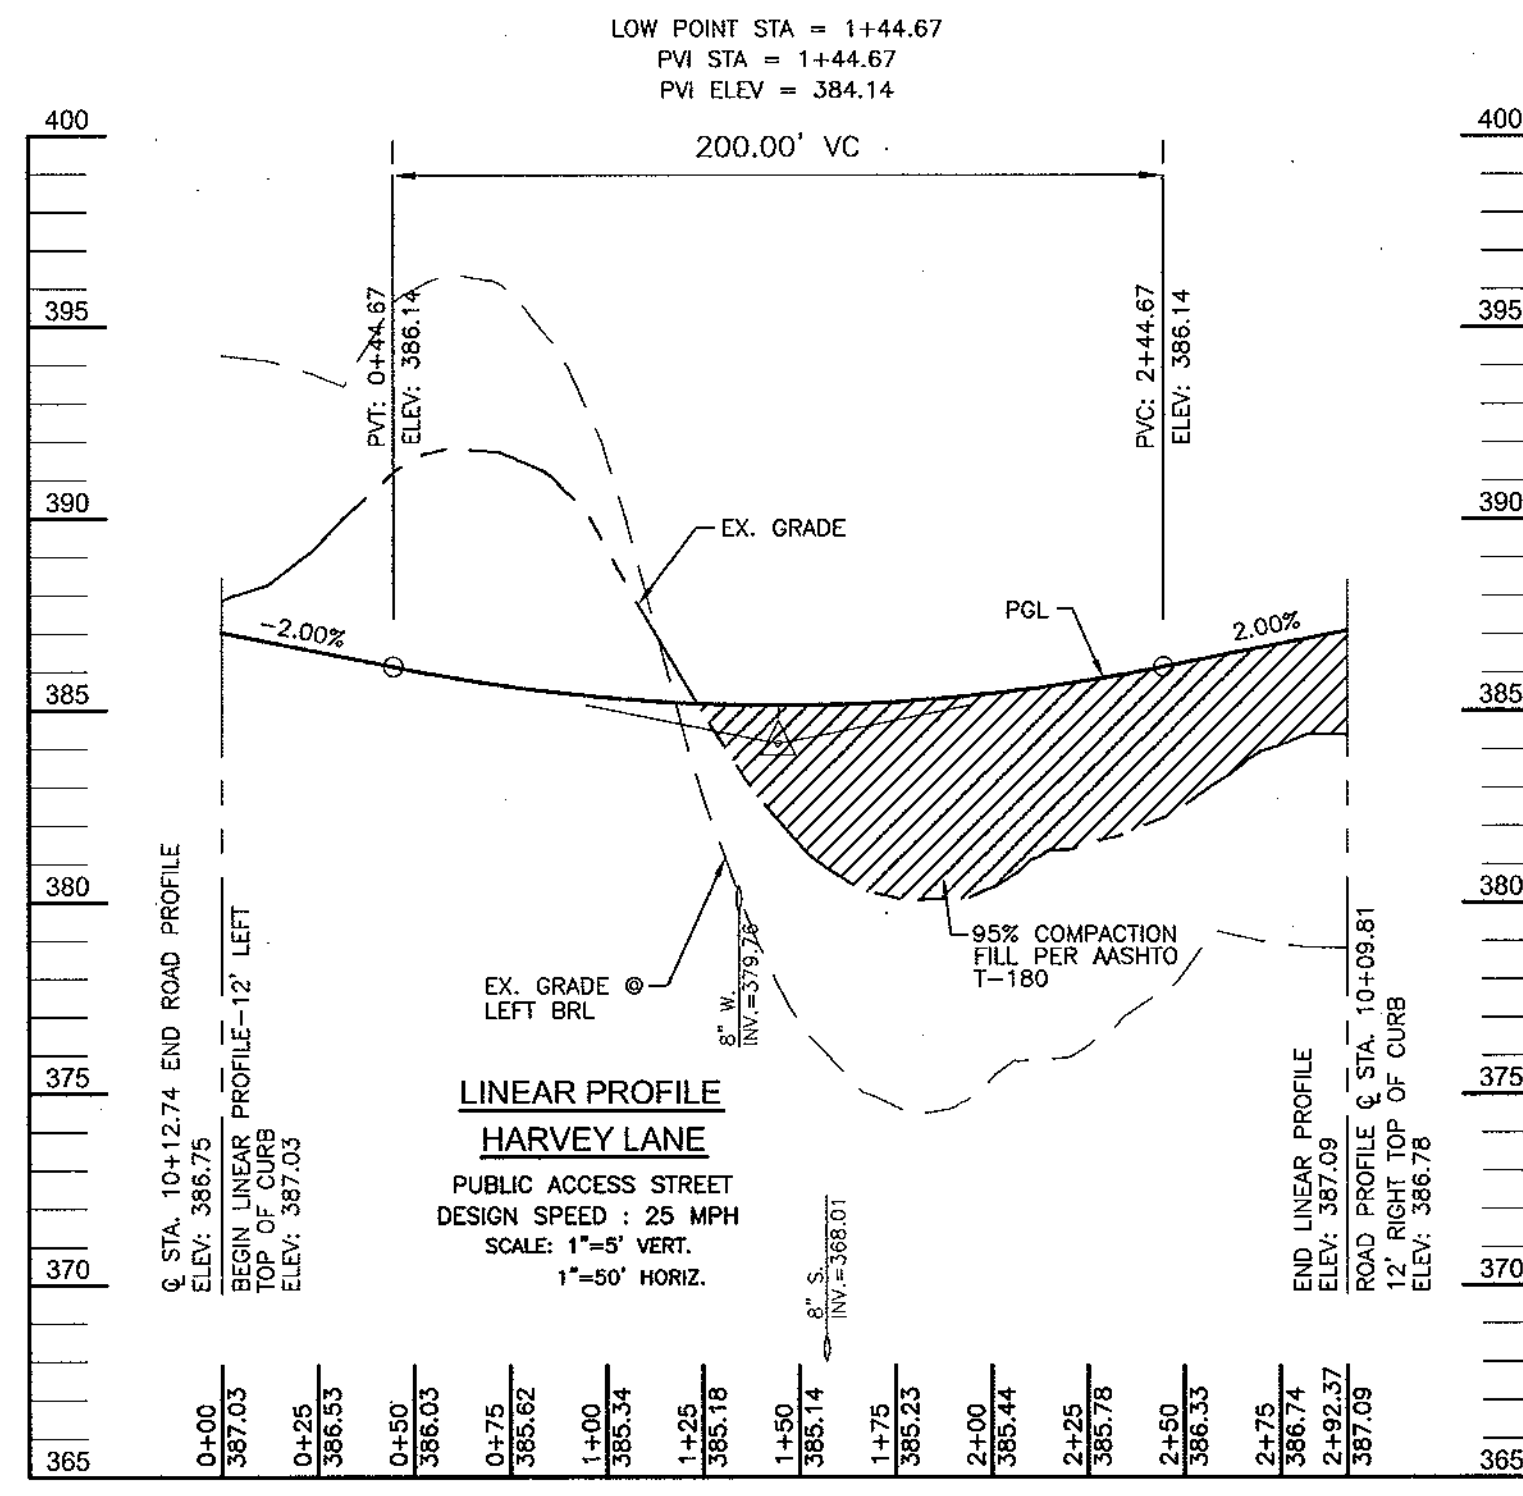 LOW POINT STA = 1+44.67
PVI STA = 1+44.67
PVI ELEV = 384.14
200.00' VC
400
395
390
385
380
375
370
365
400
395
390
385
380
375
370
365
PVT: 0+44.67
ELEV: 386.14
PVC: 2+44.67
ELEV: 386.14
EX. GRADE
PGL
-2.00%
2.00%
95% COMPACTION
FILL PER AASHTO
T-180
EX. GRADE @
LEFT BRL
8" W.
INV.=379.76
8" S.
INV.=368.01
LINEAR PROFILE
HARVEY LANE
PUBLIC ACCESS STREET
DESIGN SPEED : 25 MPH
SCALE: 1"=5' VERT.
1"=50' HORIZ.
℄ STA. 10+12.74 END ROAD PROFILE
ELEV: 386.75
BEGIN LINEAR PROFILE-12' LEFT
TOP OF CURB
ELEV: 387.03
END LINEAR PROFILE
ELEV: 387.09
ROAD PROFILE ℄ STA. 10+09.81
12' RIGHT TOP OF CURB
ELEV: 386.78
0+00
387.03
0+25
386.53
0+50
386.03
0+75
385.62
1+00
385.34
1+25
385.18
1+50
385.14
1+75
385.23
2+00
385.44
2+25
385.78
2+50
386.33
2+75
386.74
2+92.37
387.09